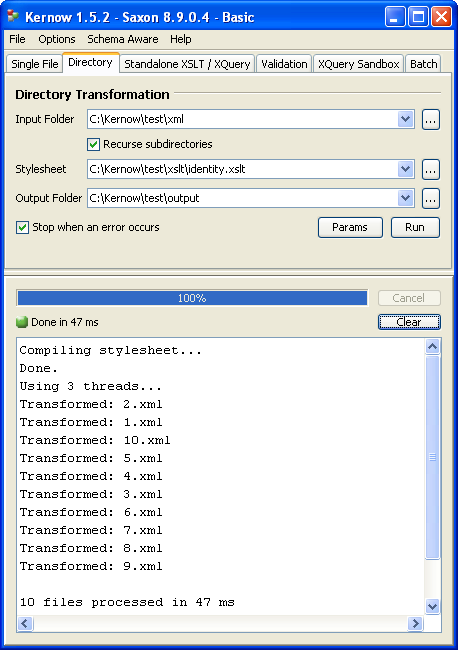 Kernow 1.5.2 - Saxon 8.9.0.4 - Basic
File Options Schema Aware Help
Single File Directory Standalone XSLT / XQuery Validation XQuery Sandbox Batch
Directory Transformation
Input Folder C:\Kernow\test\xml ...
Recurse subdirectories
Stylesheet C:\Kernow\test\xslt\identity.xslt ...
Output Folder C:\Kernow\test\output ...
Stop when an error occurs Params Run
100% Cancel
Done in 47 ms Clear
Compiling stylesheet...
Done.
Using 3 threads...
Transformed: 2.xml
Transformed: 1.xml
Transformed: 10.xml
Transformed: 5.xml
Transformed: 4.xml
Transformed: 3.xml
Transformed: 6.xml
Transformed: 7.xml
Transformed: 8.xml
Transformed: 9.xml
10 files processed in 47 ms